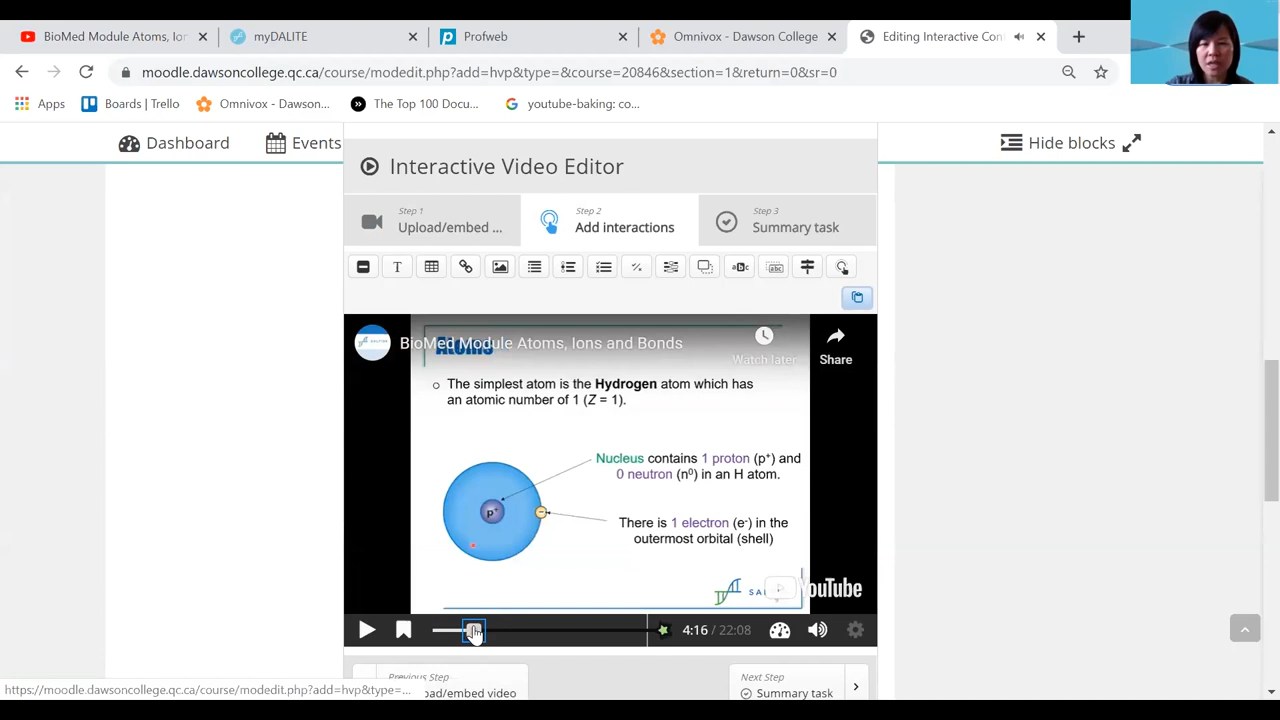 BioMed Module Atoms, Ion
myDALITE
Profweb
Omnivox - Dawson College
Editing Interactive Con
moodle.dawsoncollege.qc.ca/course/modedit.php?add=hvp&type=&course=20846&section=1&return=0&sr=0
Apps
Boards | Trello
Omnivox - Dawson...
The Top 100 Docu...
youtube-baking: co...
Dashboard
Events
Hide blocks
Interactive Video Editor
Step 1
Upload/embed ...
Step 2
Add interactions
Step 3
Summary task
T
abc
abc
Atoms
BioMed Module Atoms, Ions and Bonds
Watch later
Share
The simplest atom is the Hydrogen atom which has
an atomic number of 1 (Z = 1).
Nucleus contains 1 proton (p⁺) and
0 neutron (n⁰) in an H atom.
p⁺
There is 1 electron (e⁻) in the
outermost orbital (shell)
YouTube
4:16 / 22:08
Previous Step
oad/embed video
Next Step
Summary task
https://moodle.dawsoncollege.qc.ca/course/modedit.php?add=hvp&type=...